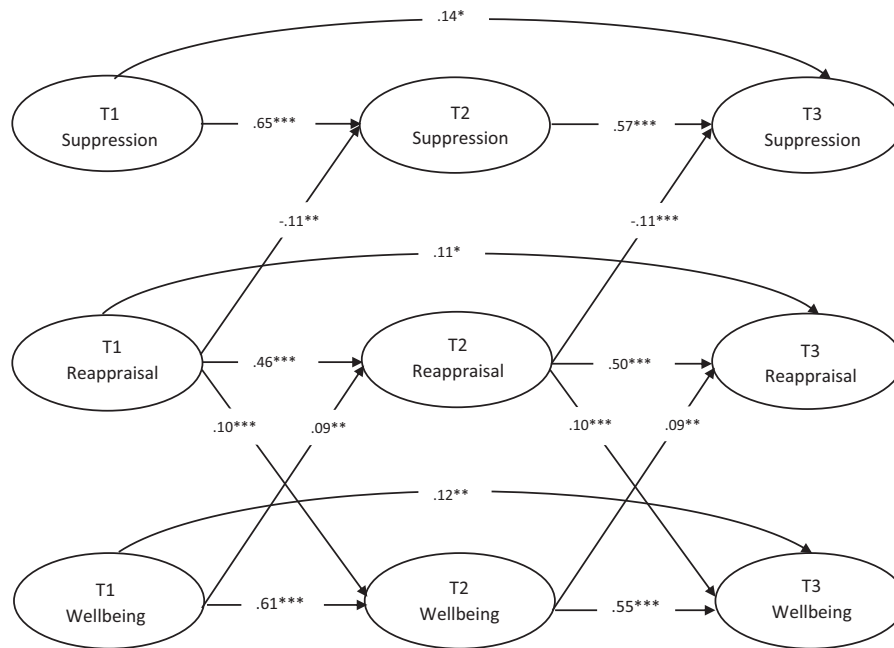 .14*
T1
Suppression
.65***
T2
Suppression
.57***
T3
Suppression
-.11**
-.11***
.11*
T1
Reappraisal
.46***
T2
Reappraisal
.50***
T3
Reappraisal
.10***
.09**
.10***
.09**
.12**
T1
Wellbeing
.61***
T2
Wellbeing
.55***
T3
Wellbeing